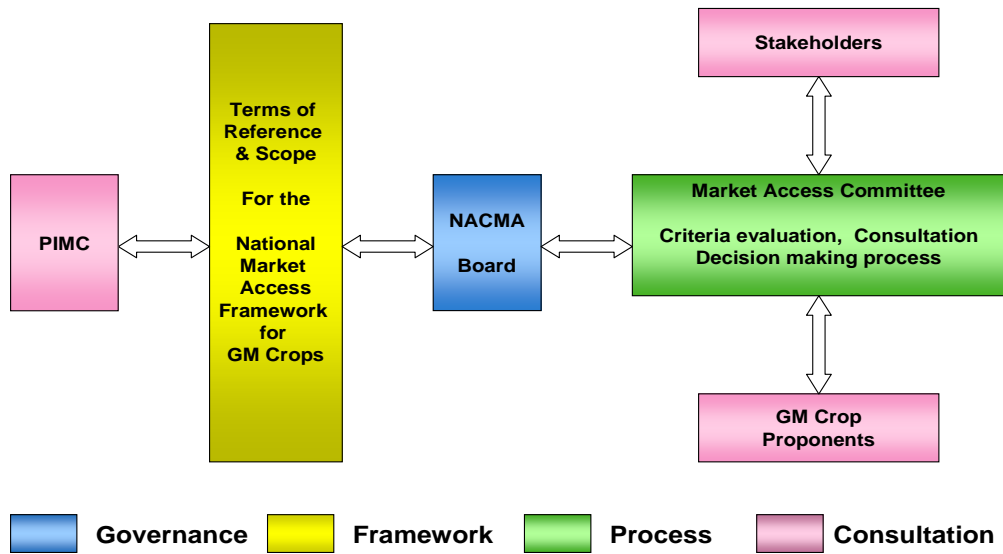 Stakeholders
Terms of
Reference
& Scope
For the
National
Market
Access
Framework
for
GM Crops
PIMC
NACMA
Board
Market Access Committee
Criteria evaluation, Consultation
Decision making process
GM Crop
Proponents
Governance
Framework
Process
Consultation